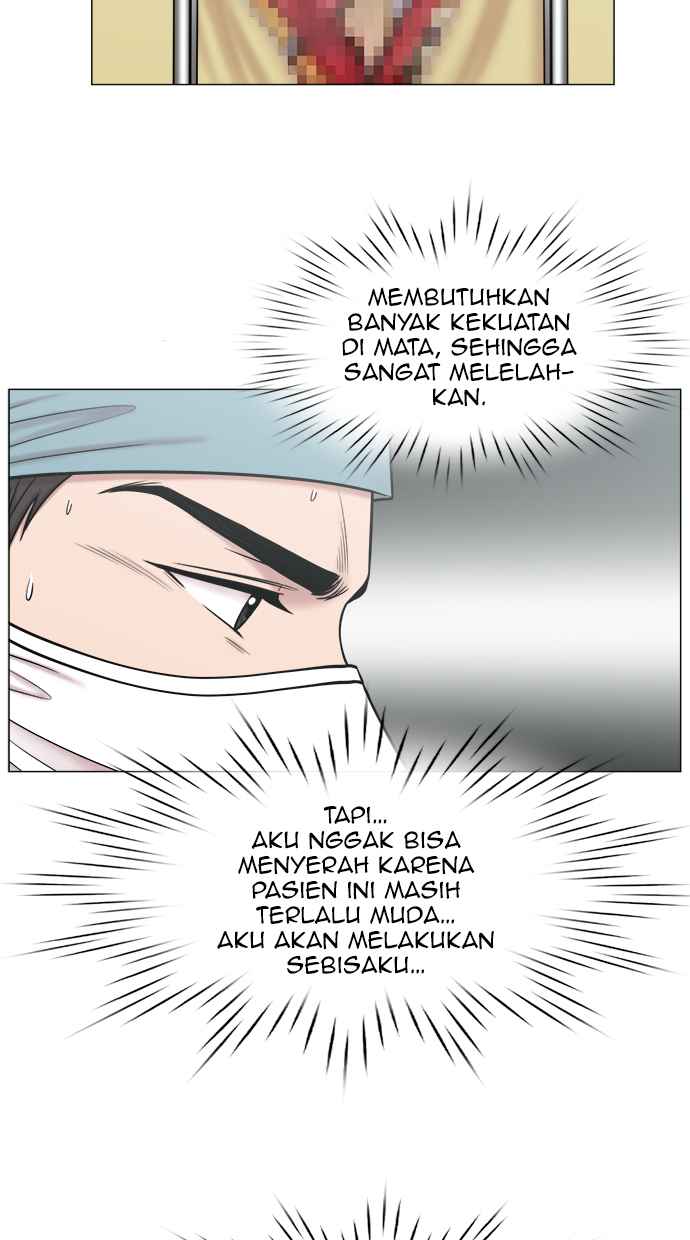 MEMBUTUHKAN
BANYAK KEKUATAN
DI MATA, SEHINGGA
SANGAT MELELAH-
KAN.
TAPI...
AKU NGGAK BISA
MENYERAH KARENA
PASIEN INI MASIH
TERLALU MUDA...
AKU AKAN MELAKUKAN
SEBISAKU...